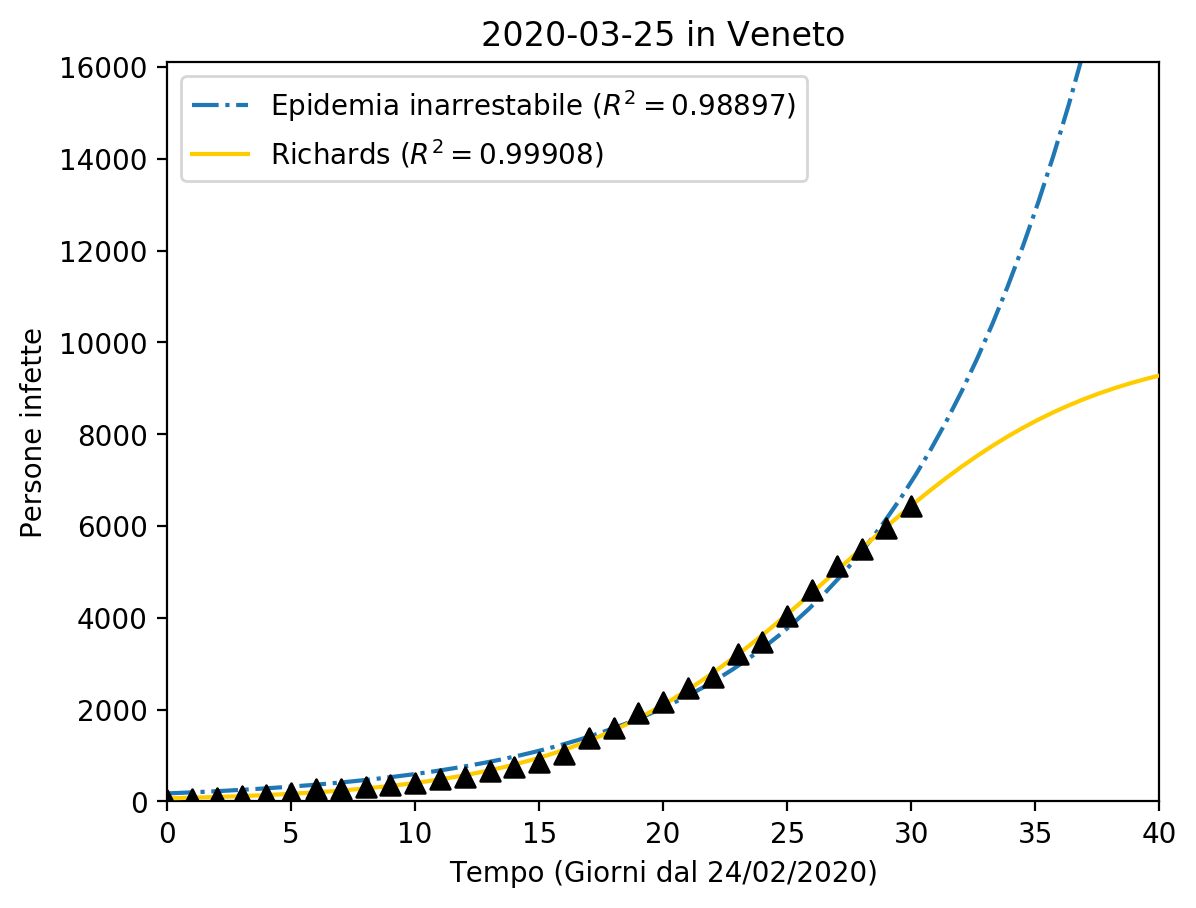 2020-03-25 in Veneto
Epidemia inarrestabile (R² = 0.98897)
Richards (R² = 0.99908)
16000
14000
12000
10000
8000
6000
4000
2000
0
Persone infette
0 5 10 15 20 25 30 35 40
Tempo (Giorni dal 24/02/2020)